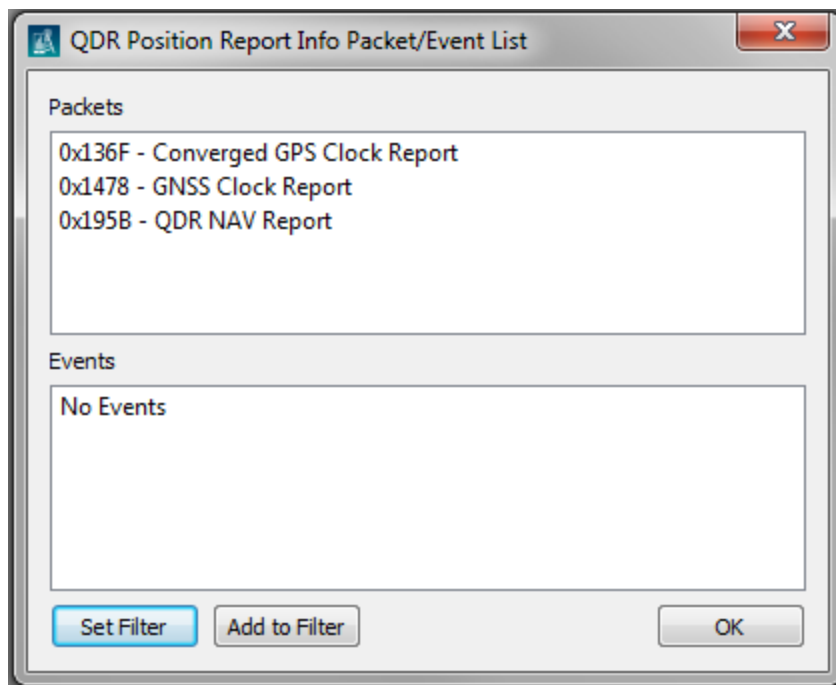 QDR Position Report Info Packet/Event List
Packets
0x136F - Converged GPS Clock Report
0x1478 - GNSS Clock Report
0x195B - QDR NAV Report
Events
No Events
Set Filter
Add to Filter
OK